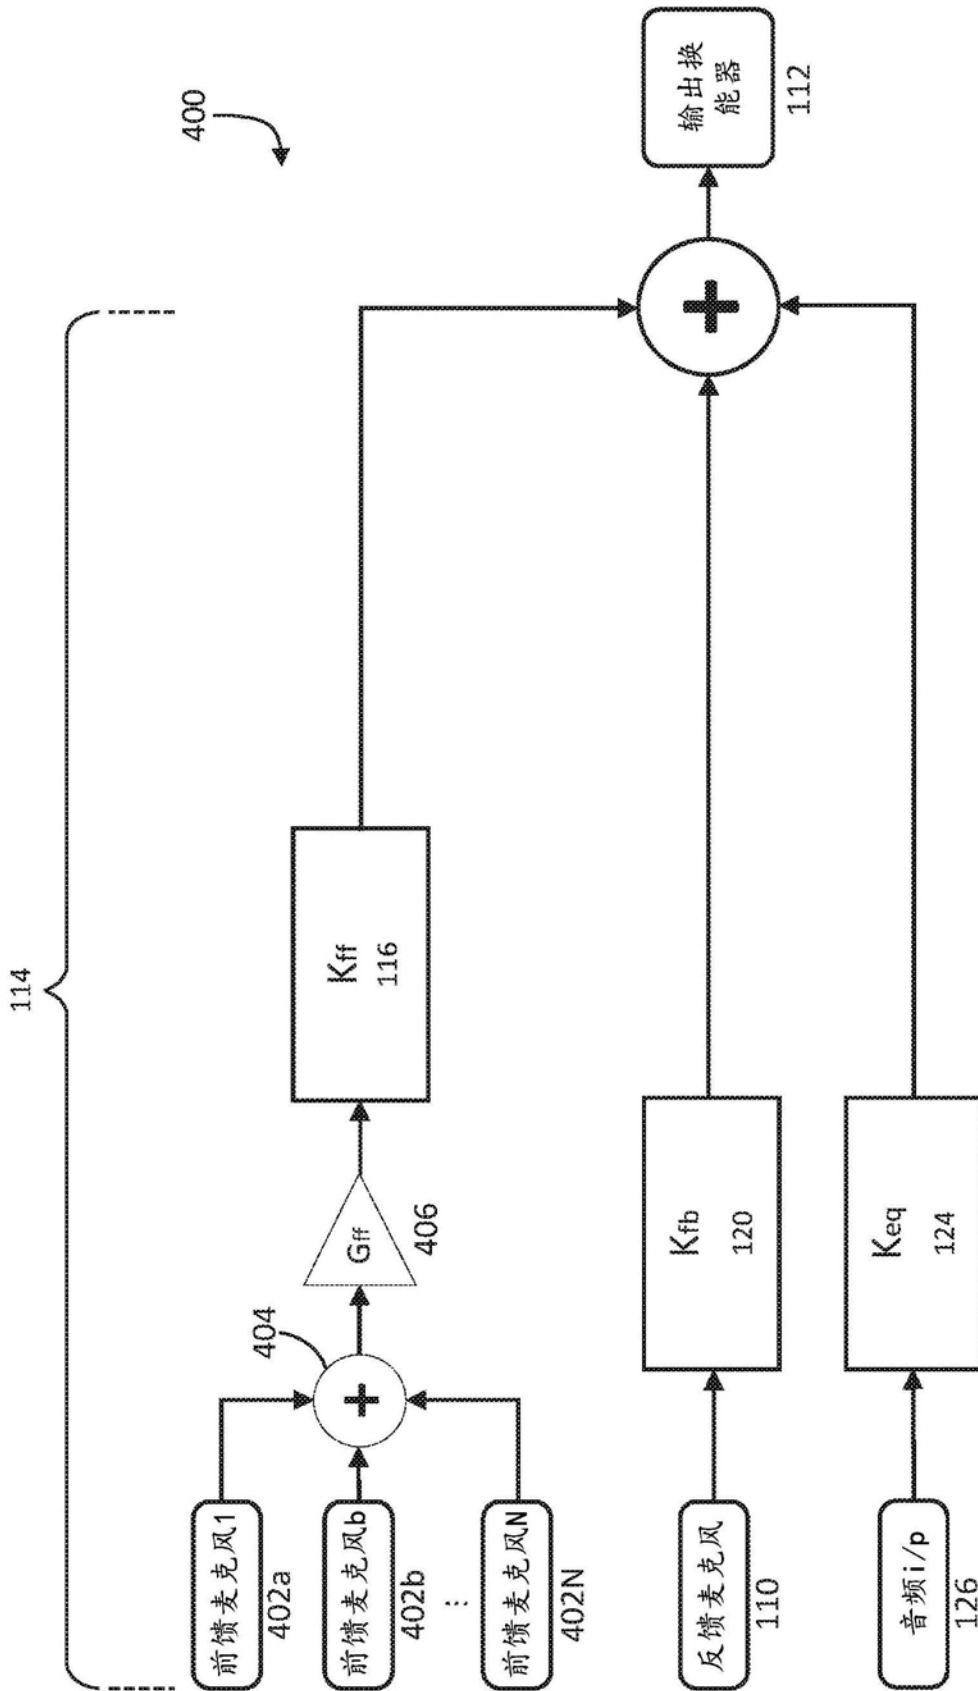 114
400
前馈麦克风1
402a
前馈麦克风b
402b
⋮
前馈麦克风N
402N
404
+
Gff
406
Kff
116
反馈麦克风
110
Kfb
120
音频i/p
126
Keq
124
+
输出换
能器
112